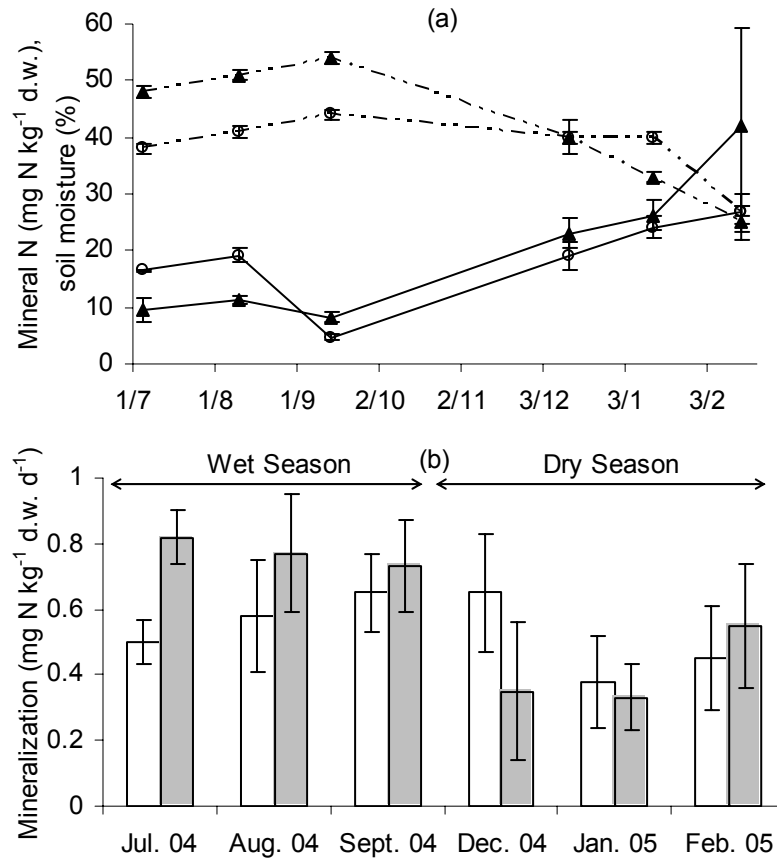 (a)
Mineral N (mg N kg⁻¹ d.w.),
soil moisture (%)
60
50
40
30
20
10
0
1/7 1/8 1/9 2/10 2/11 3/12 3/1 3/2
Wet Season (b) Dry Season
Mineralization (mg N kg⁻¹ d.w. d⁻¹)
1
0.8
0.6
0.4
0.2
0
Jul. 04 Aug. 04 Sept. 04 Dec. 04 Jan. 05 Feb. 05